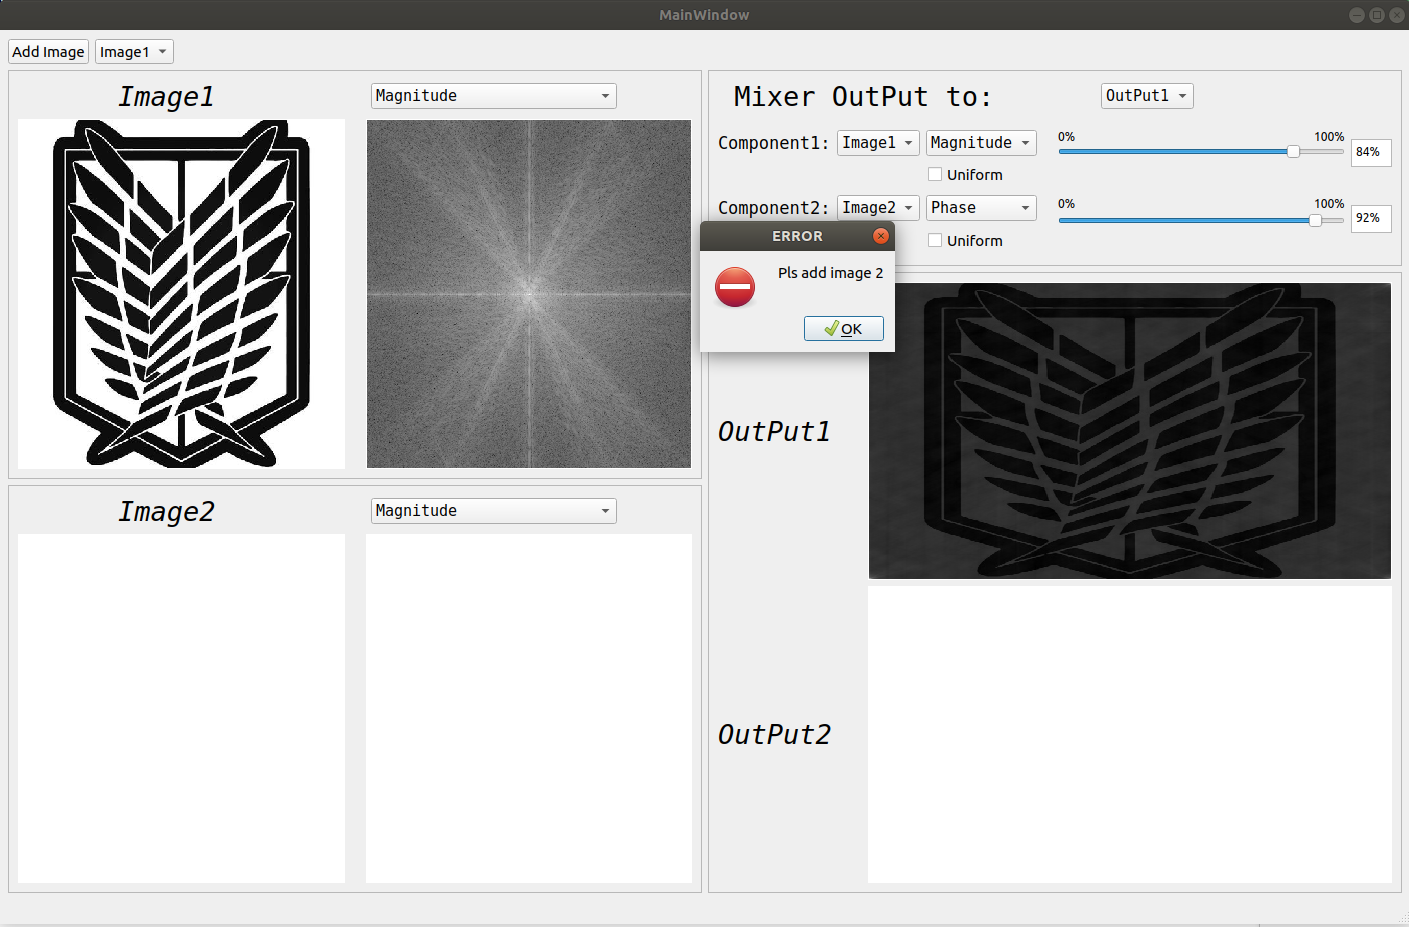 MainWindow
Add Image
Image1
Image1
Magnitude
Mixer OutPut to:
OutPut1
Component1:
Image1
Magnitude
0%
100%
84%
Uniform
Component2:
Image2
Phase
0%
100%
92%
Uniform
ERROR
Pls add image 2
OK
OutPut1
Image2
Magnitude
OutPut2